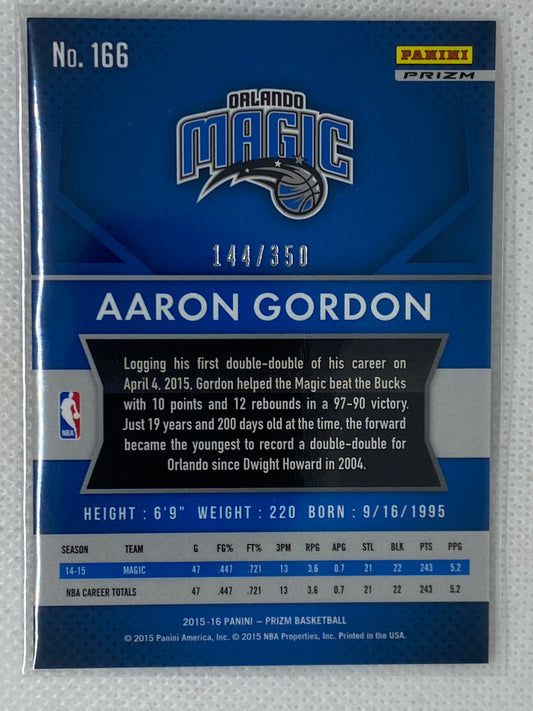 No. 166
PANINI
PRIZM
ORLANDO
MAGIC
144/350
AARON GORDON
Logging his first double-double of his career on
April 4, 2015, Gordon helped the Magic beat the Bucks
with 10 points and 12 rebounds in a 97-90 victory.
Just 19 years and 200 days old at the time, the forward
became the youngest to record a double-double for
Orlando since Dwight Howard in 2004.
NBA
HEIGHT : 6'9" WEIGHT : 220 BORN : 9/16/1995
SEASON TEAM G FG% FT% 3PM RPG APG STL BLK PTS PPG
14-15 MAGIC 47 .447 .721 13 3.6 0.7 21 22 243 5.2
NBA CAREER TOTALS 47 .447 .721 13 3.6 0.7 21 22 243 5.2
2015-16 PANINI – PRIZM BASKETBALL
© 2015 Panini America, Inc. © 2015 NBA Properties, Inc. Printed in the USA.